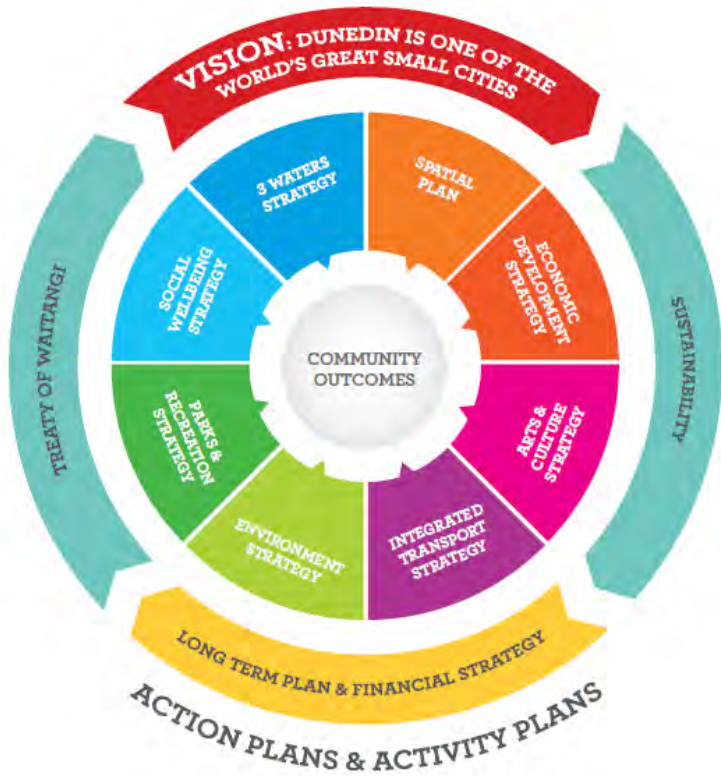 VISION: DUNEDIN IS ONE OF THE
WORLD'S GREAT SMALL CITIES
3 WATERS
STRATEGY
SPATIAL
PLAN
SOCIAL
WELLBEING
STRATEGY
ECONOMIC
DEVELOPMENT
STRATEGY
TREATY OF WAITANGI
COMMUNITY
OUTCOMES
SUSTAINABILITY
PARKS &
RECREATION
STRATEGY
ARTS &
CULTURE
STRATEGY
ENVIRONMENT
STRATEGY
INTEGRATED
TRANSPORT
STRATEGY
LONG TERM PLAN & FINANCIAL STRATEGY
ACTION PLANS & ACTIVITY PLANS